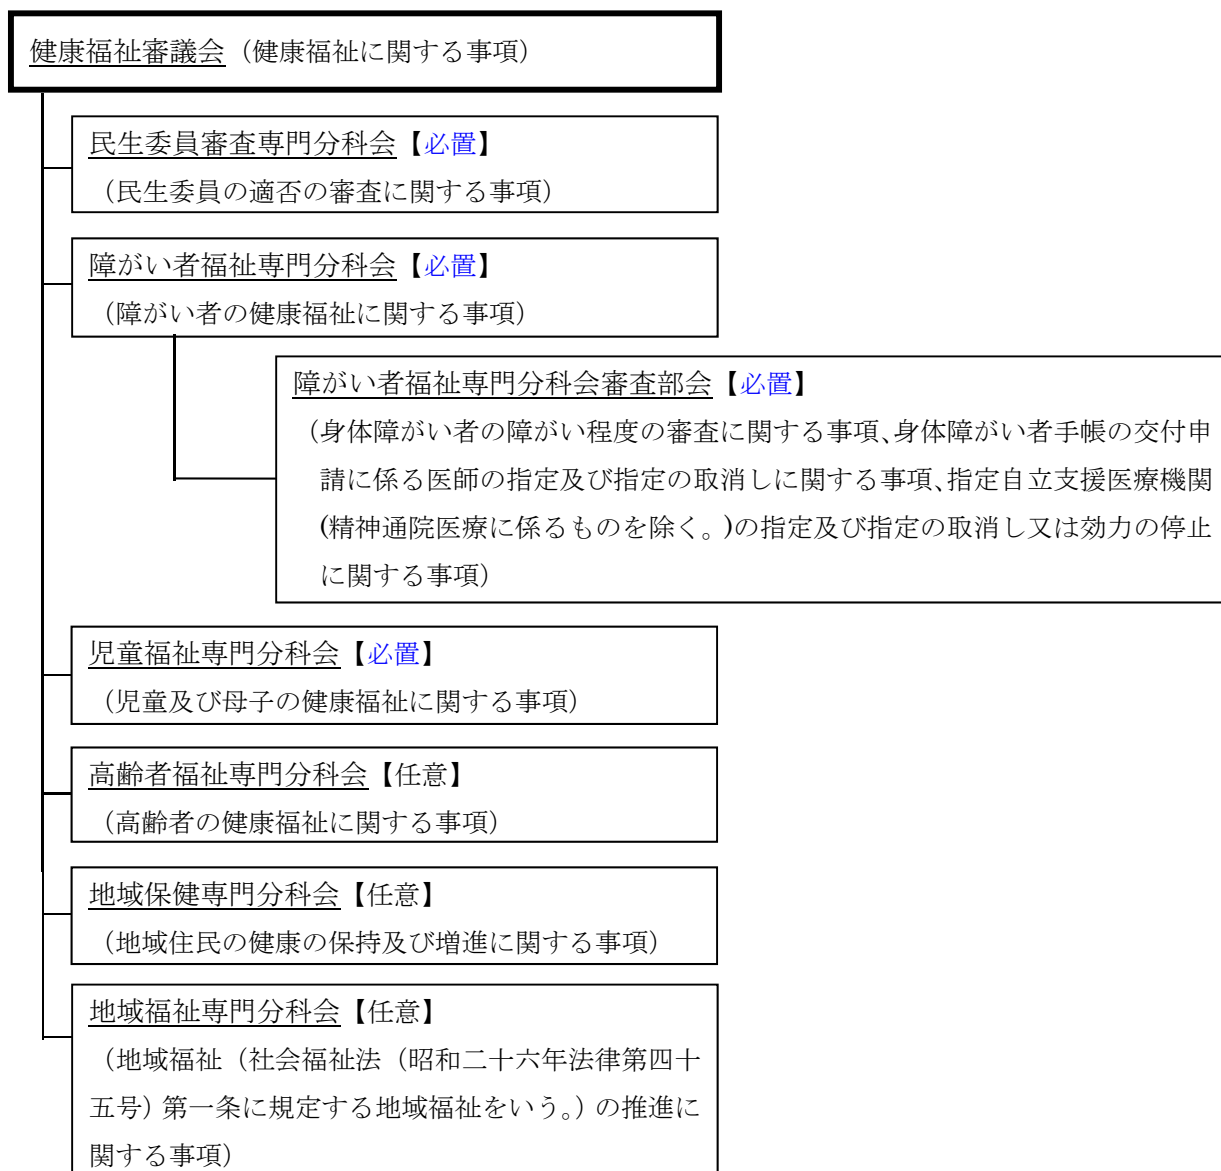 健康福祉審議会（健康福祉に関する事項）
民生委員審査専門分科会【必置】
（民生委員の適否の審査に関する事項）
障がい者福祉専門分科会【必置】
（障がい者の健康福祉に関する事項）
障がい者福祉専門分科会審査部会【必置】
（身体障がい者の障がい程度の審査に関する事項、身体障がい者手帳の交付申
請に係る医師の指定及び指定の取消しに関する事項、指定自立支援医療機関
(精神通院医療に係るものを除く。)の指定及び指定の取消し又は効力の停止
に関する事項）
児童福祉専門分科会【必置】
（児童及び母子の健康福祉に関する事項）
高齢者福祉専門分科会【任意】
（高齢者の健康福祉に関する事項）
地域保健専門分科会【任意】
（地域住民の健康の保持及び増進に関する事項）
地域福祉専門分科会【任意】
（地域福祉（社会福祉法（昭和二十六年法律第四十
五号）第一条に規定する地域福祉をいう。）の推進に
関する事項）